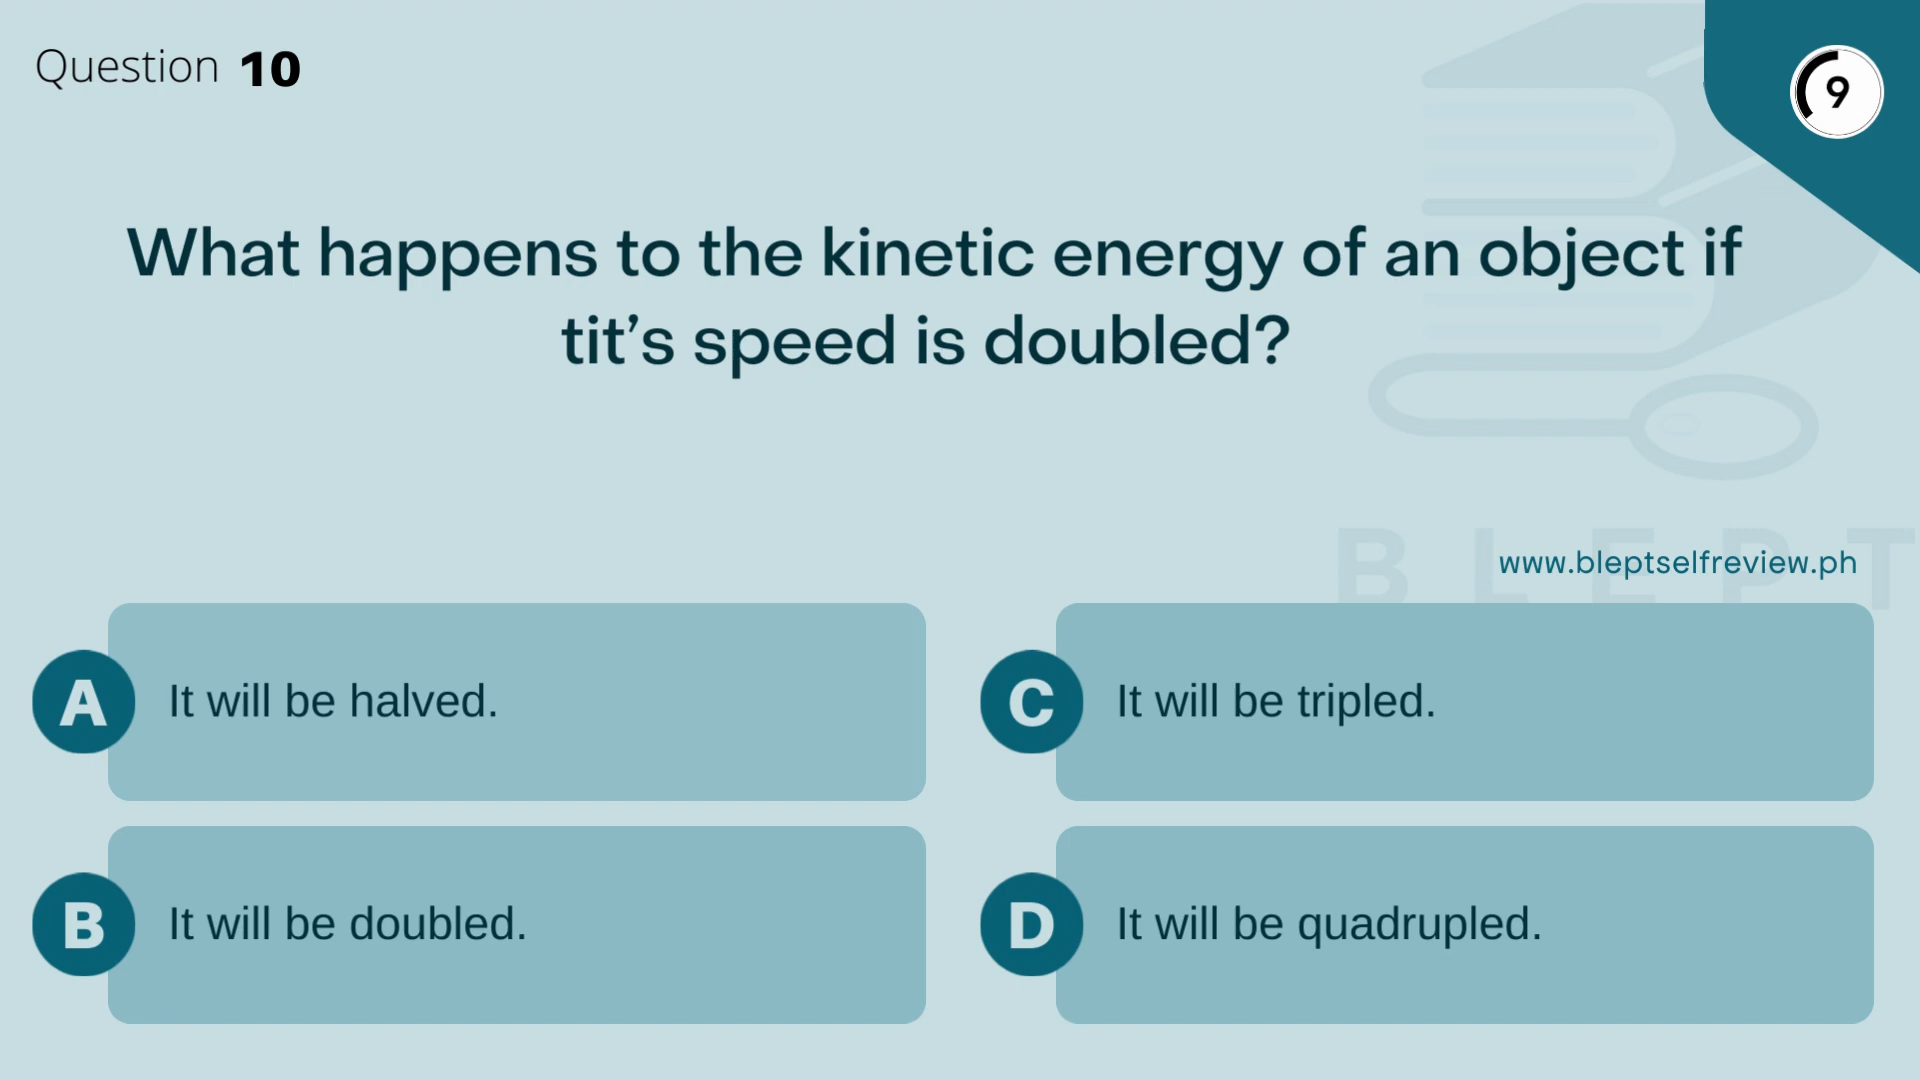 Question 10
9
What happens to the kinetic energy of an object if
tit’s speed is doubled?
BLEPT
www.bleptselfreview.ph
A It will be halved.
C It will be tripled.
B It will be doubled.
D It will be quadrupled.